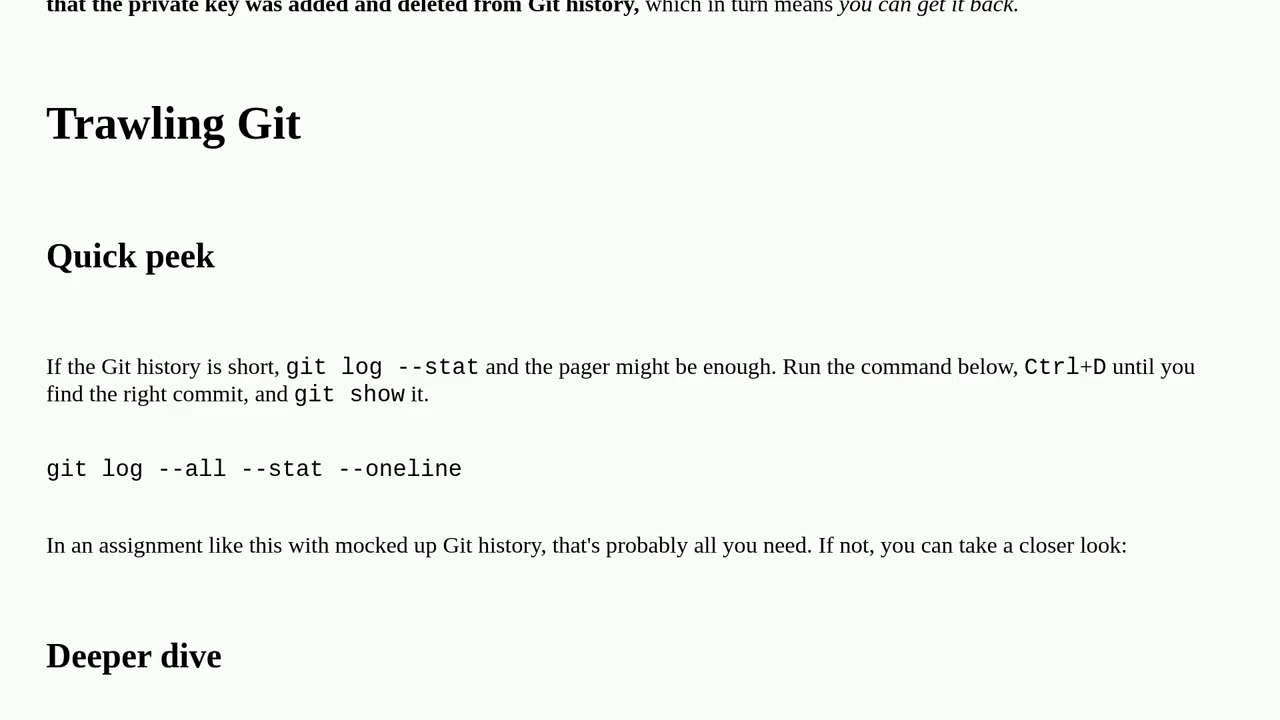 that the private key was added and deleted from Git history, which in turn means you can get it back.
Trawling Git
Quick peek
If the Git history is short, git log --stat and the pager might be enough. Run the command below, Ctrl+D until you
find the right commit, and git show it.
git log --all --stat --oneline
In an assignment like this with mocked up Git history, that's probably all you need. If not, you can take a closer look:
Deeper dive